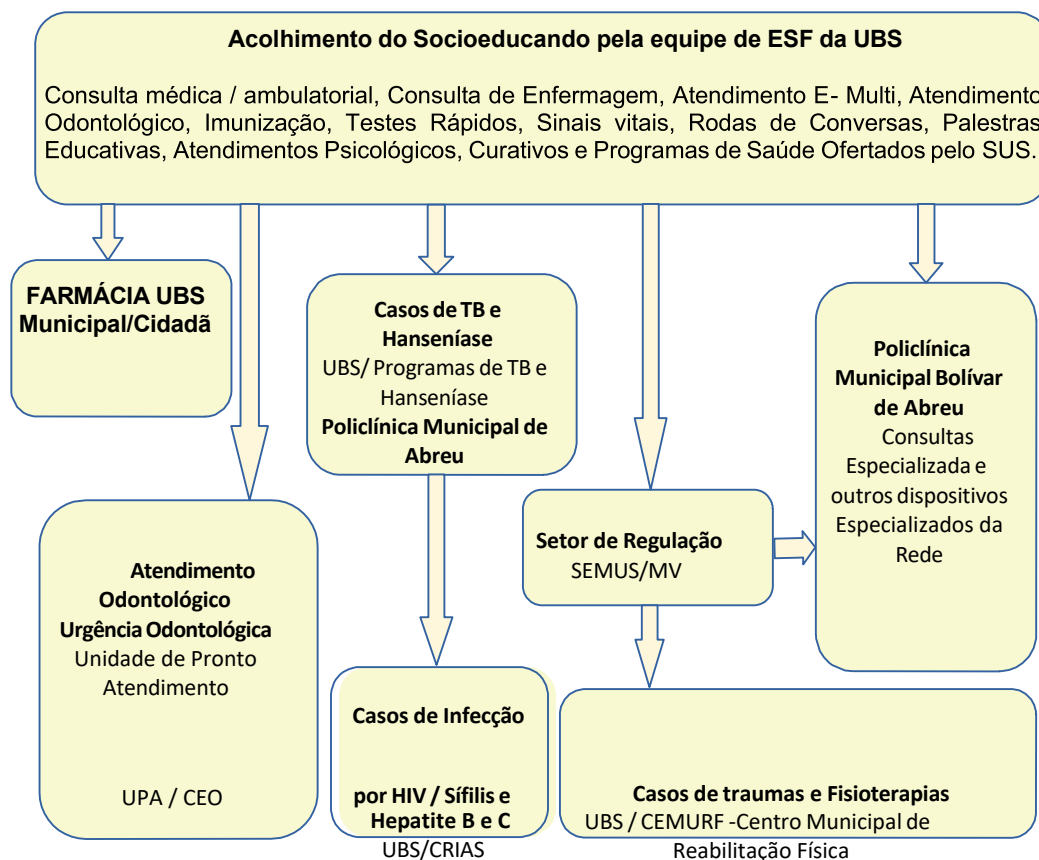 Acolhimento do Socioeducando pela equipe de ESF da UBS
Consulta médica / ambulatorial, Consulta de Enfermagem, Atendimento E- Multi, Atendimento
Odontológico, Imunização, Testes Rápidos, Sinais vitais, Rodas de Conversas, Palestras
Educativas, Atendimentos Psicológicos, Curativos e Programas de Saúde Ofertados pelo SUS.
FARMÁCIA UBS
Municipal/Cidadã
Casos de TB e
Hanseníase
UBS/ Programas de TB e
Hanseníase
Policlínica Municipal de
Abreu
Policlínica
Municipal Bolívar
de Abreu
Consultas
Especializada e
outros dispositivos
Especializados da
Rede
Setor de Regulação
SEMUS/MV
Atendimento
Odontológico
Urgência Odontológica
Unidade de Pronto
Atendimento
UPA / CEO
Casos de Infecção
por HIV / Sífilis e
Hepatite B e C
UBS/CRIAS
Casos de traumas e Fisioterapias
UBS / CEMURF -Centro Municipal de
Reabilitação Física